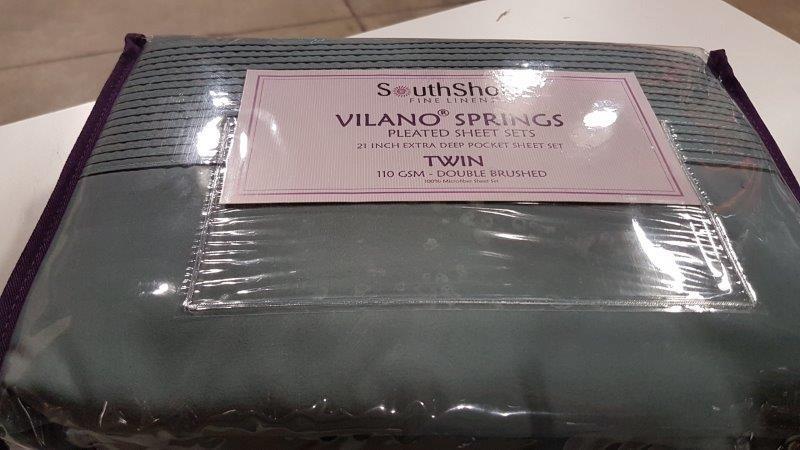 SouthSho
FINE LINEN
VILANO® SPRINGS
PLEATED SHEET SETS
21 INCH EXTRA DEEP POCKET SHEET SET
TWIN
110 GSM - DOUBLE BRUSHED
100% Microfiber Sheet Set